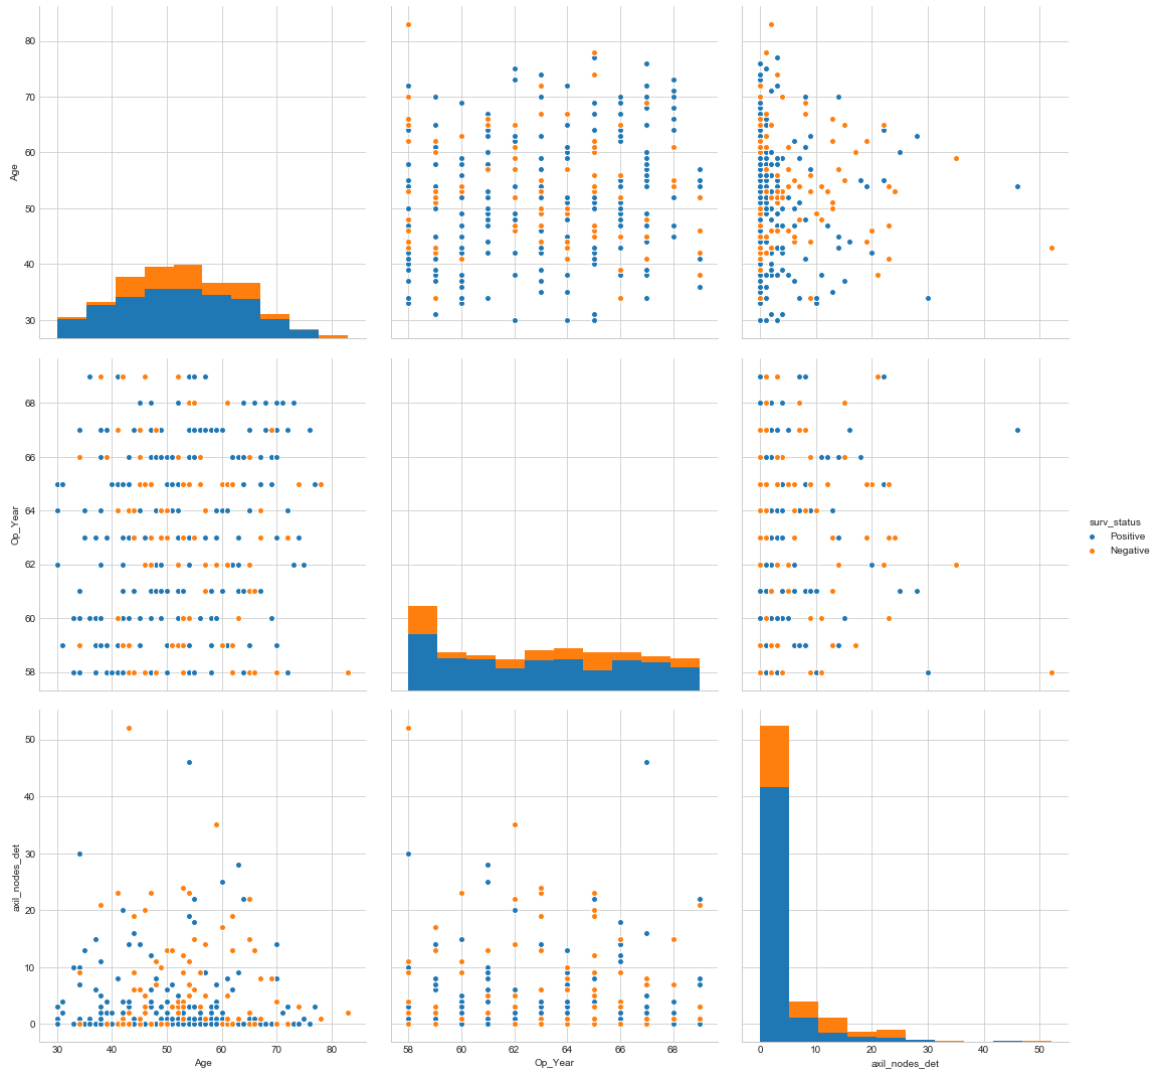 80
70
60
50
40
30
Age
68
66
64
62
60
58
Op_Year
surv_status
Positive
Negative
50
40
30
20
10
0
axil_nodes_det
30 40 50 60 70 80
Age
58 60 62 64 66 68
Op_Year
0 10 20 30 40 50
axil_nodes_det